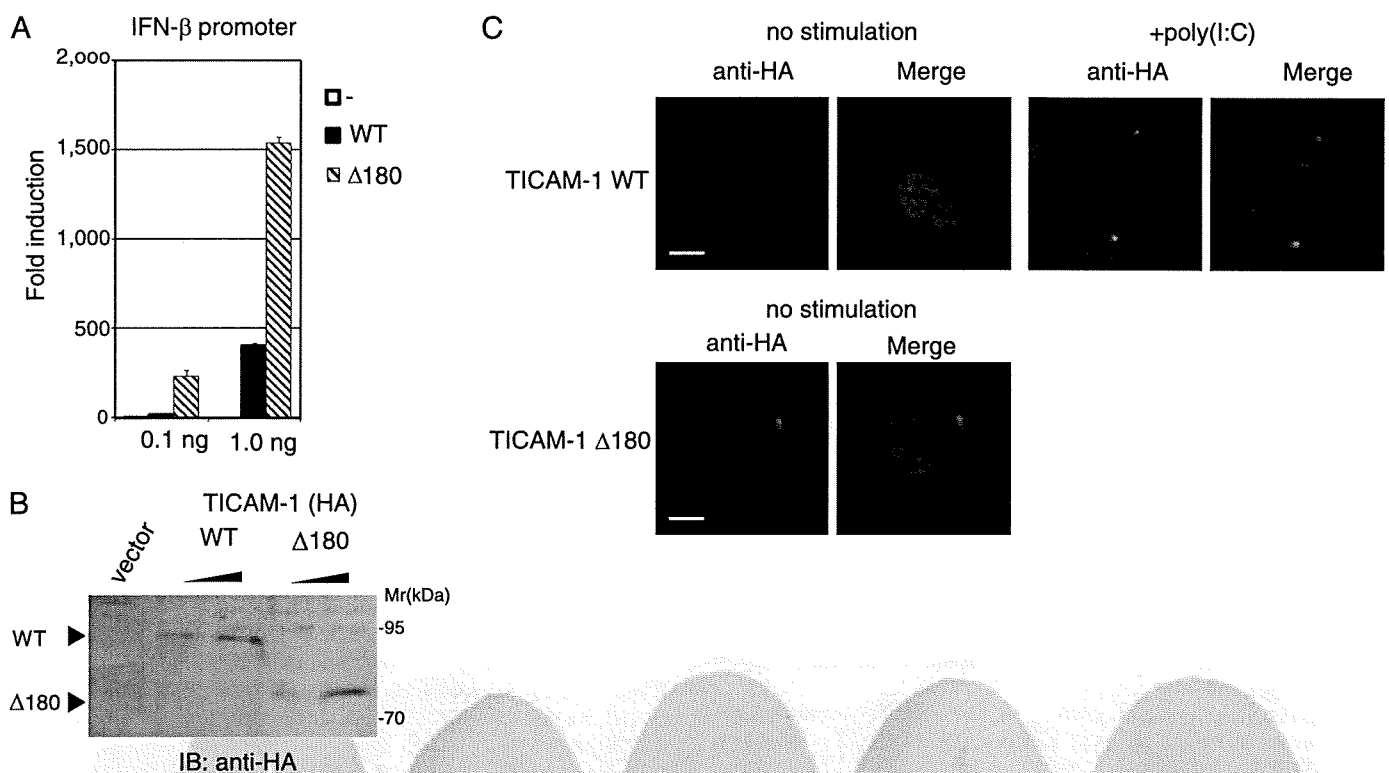 A
IFN-β promoter
2,000
1,500
1,000
500
0
Fold induction
0.1 ng
1.0 ng
-
WT
Δ180
B
TICAM-1 (HA)
vector
WT
Δ180
Mr(kDa)
WT
-95
Δ180
-70
IB: anti-HA
C
no stimulation
+poly(I:C)
anti-HA
Merge
anti-HA
Merge
TICAM-1 WT
no stimulation
anti-HA
Merge
TICAM-1 Δ180